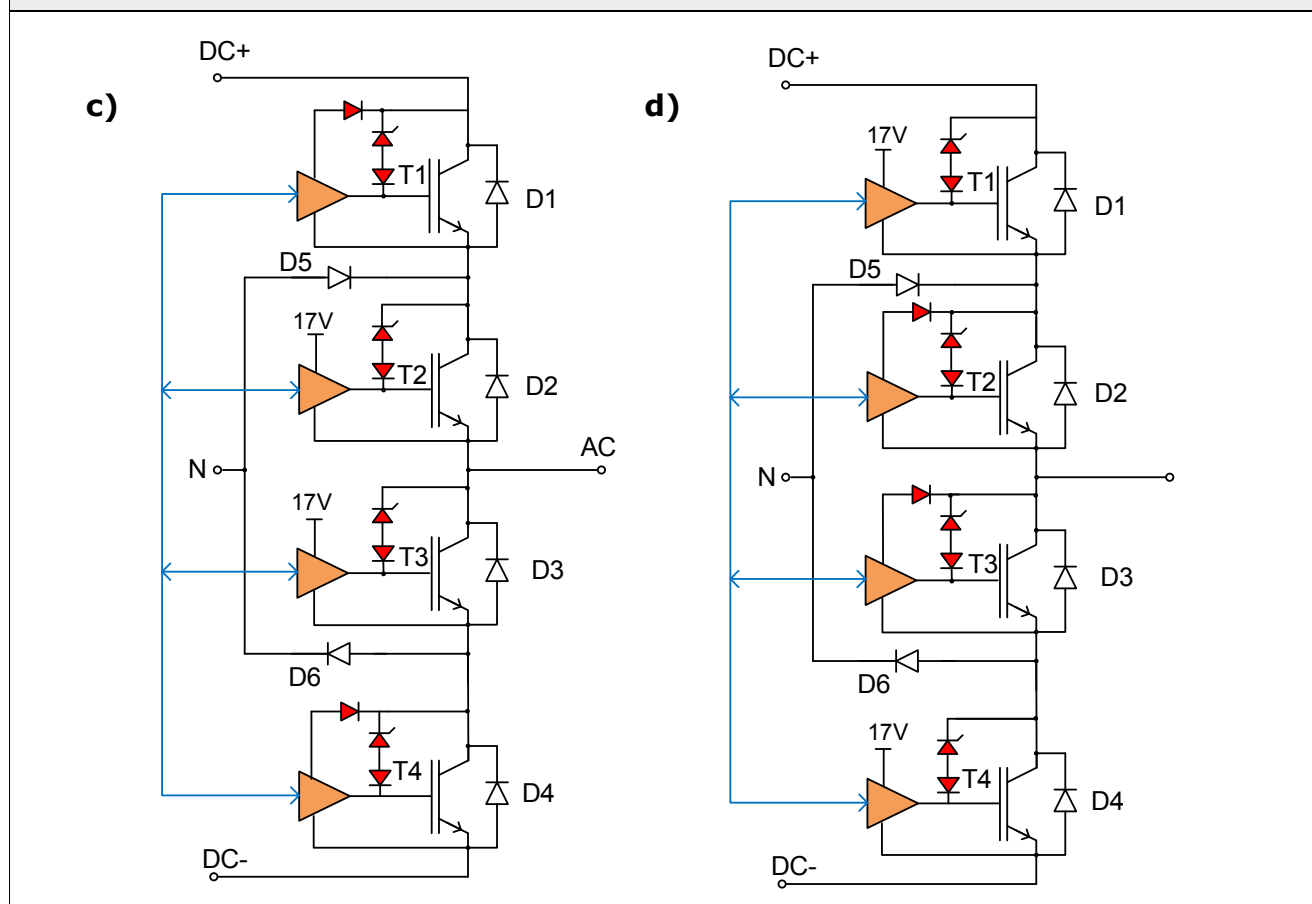 c)
DC+
T1
D1
D5
17V
T2
D2
N
AC
17V
T3
D3
D6
T4
D4
DC-
d)
DC+
17V
T1
D1
D5
T2
D2
N
T3
D3
D6
17V
T4
D4
DC-